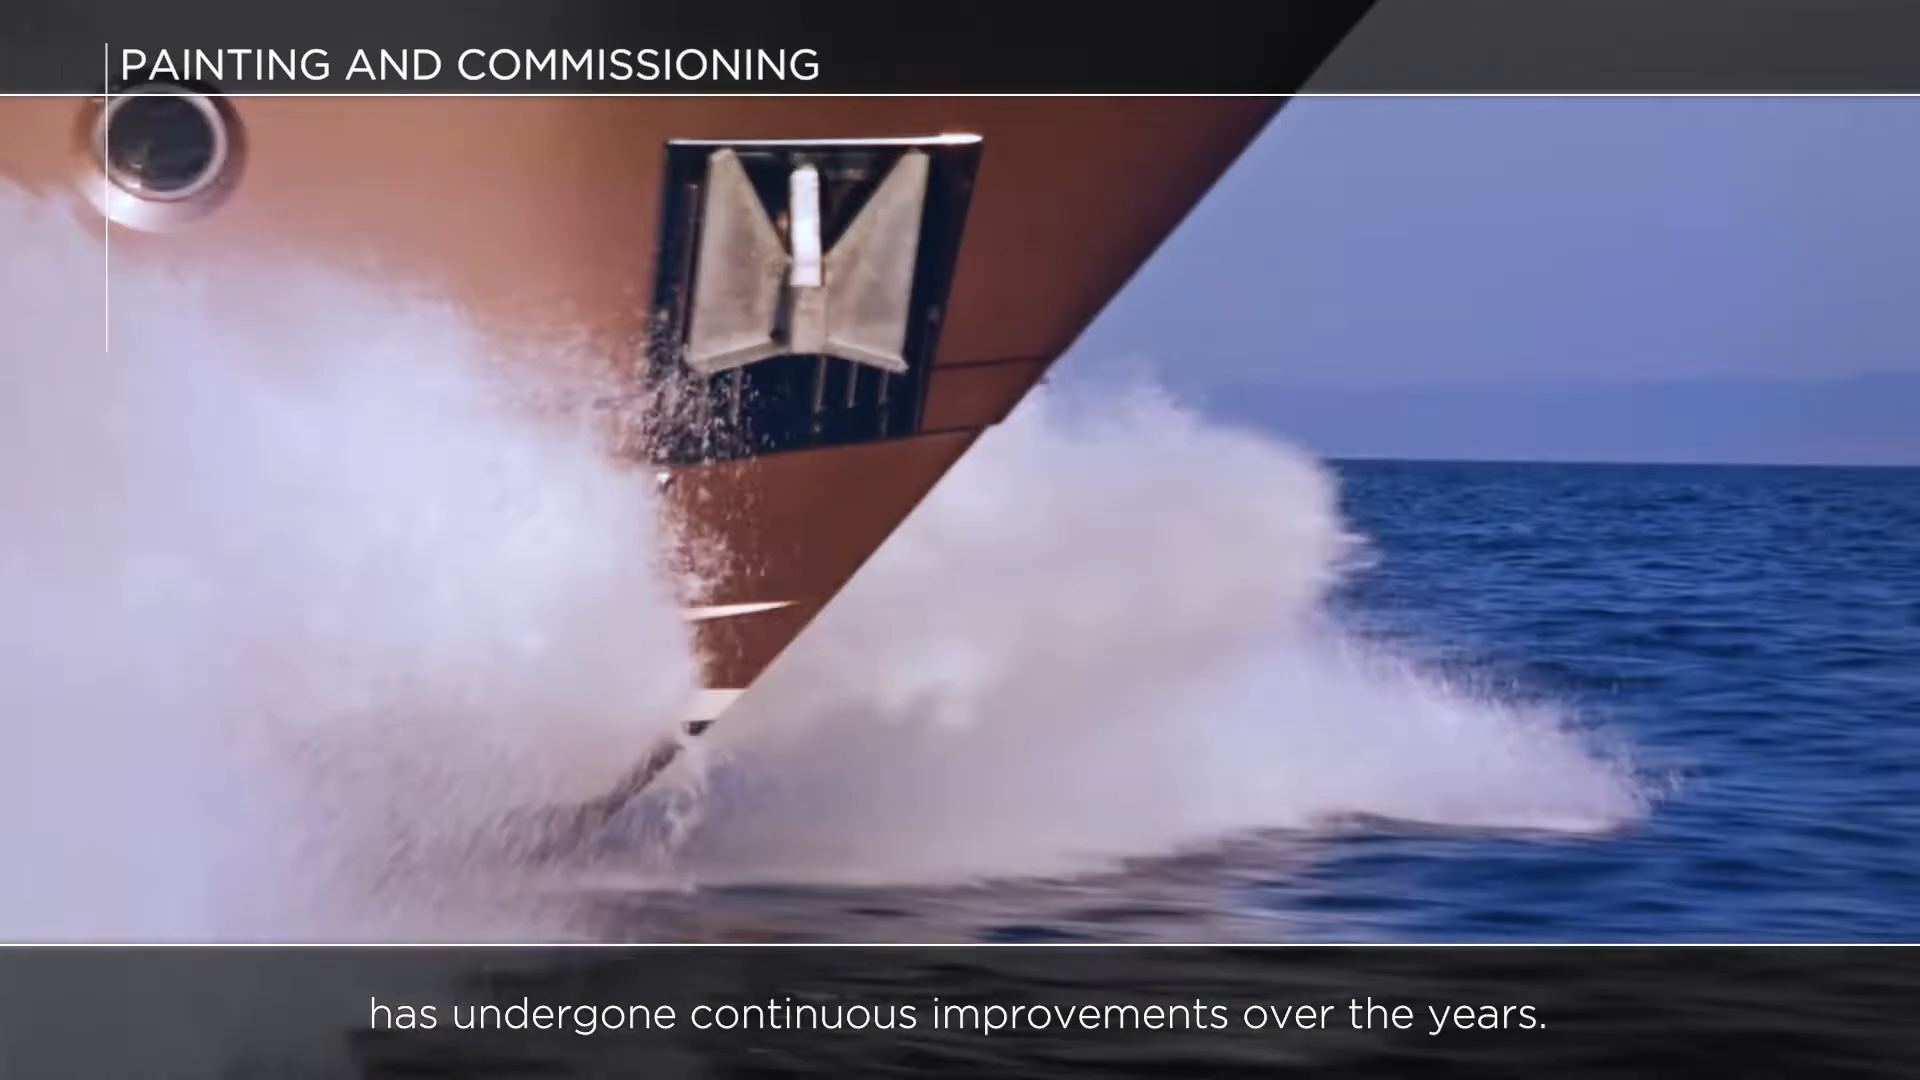 PAINTING AND COMMISSIONING
has undergone continuous improvements over the years.